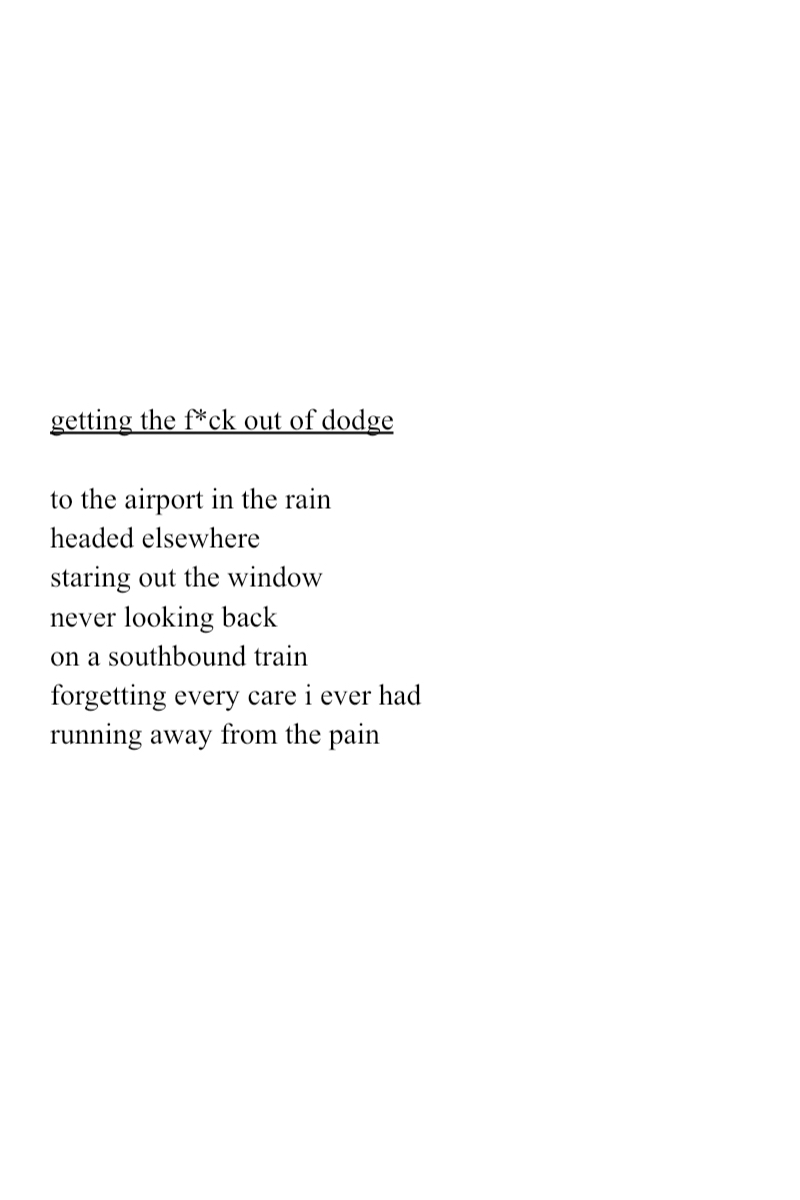 getting the f*ck out of dodge
to the airport in the rain
headed elsewhere
staring out the window
never looking back
on a southbound train
forgetting every care i ever had
running away from the pain